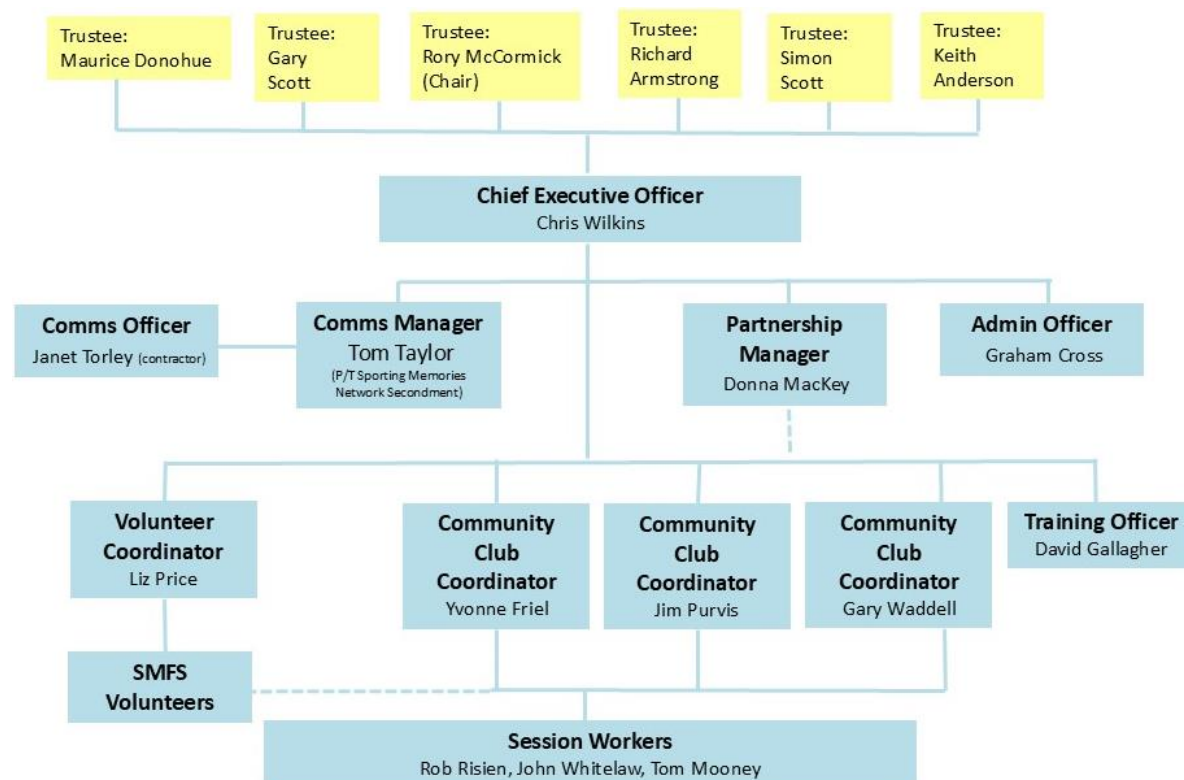 Trustee:
Maurice Donohue
Trustee:
Gary
Scott
Trustee:
Rory McCormick
(Chair)
Trustee:
Richard
Armstrong
Trustee:
Simon
Scott
Trustee:
Keith
Anderson
Chief Executive Officer
Chris Wilkins
Comms Officer
Janet Torley (contractor)
Comms Manager
Tom Taylor
(P/T Sporting Memories
Network Secondment)
Partnership
Manager
Donna MacKey
Admin Officer
Graham Cross
Volunteer
Coordinator
Liz Price
Community
Club
Coordinator
Yvonne Friel
Community
Club
Coordinator
Jim Purvis
Community
Club
Coordinator
Gary Waddell
Training Officer
David Gallagher
SMFS
Volunteers
Session Workers
Rob Risien, John Whitelaw, Tom Mooney